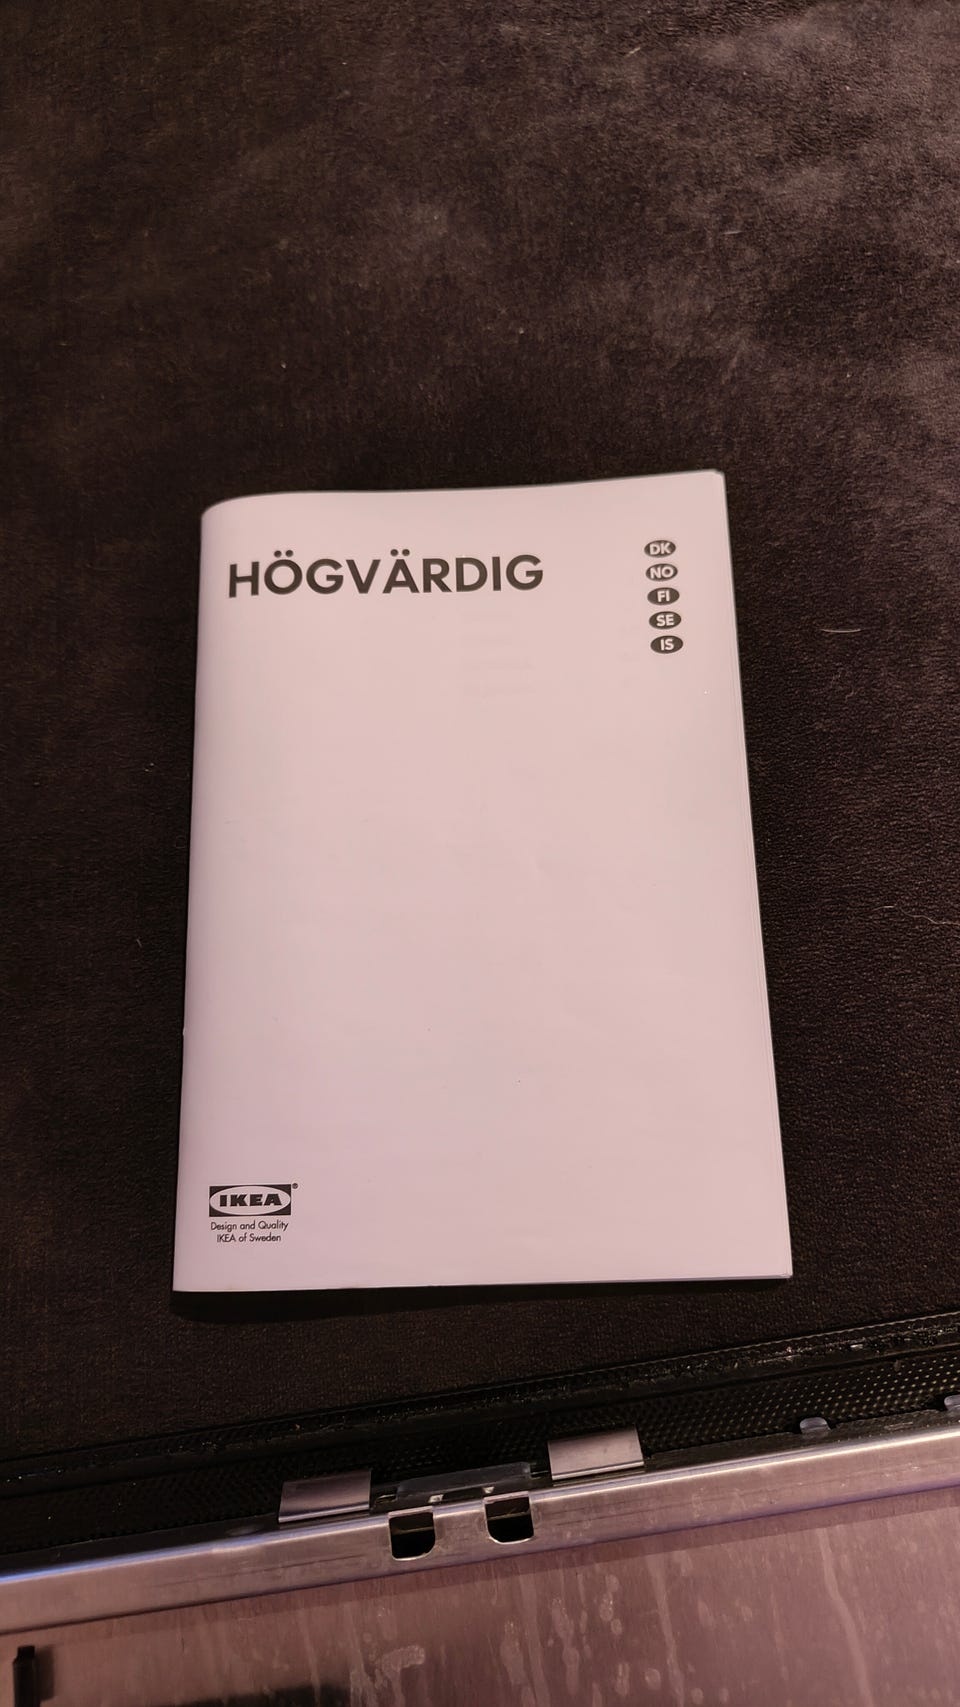 HÖGVÄRDIG
DK
NO
FI
SE
IS
IKEA®
Design and Quality
IKEA of Sweden